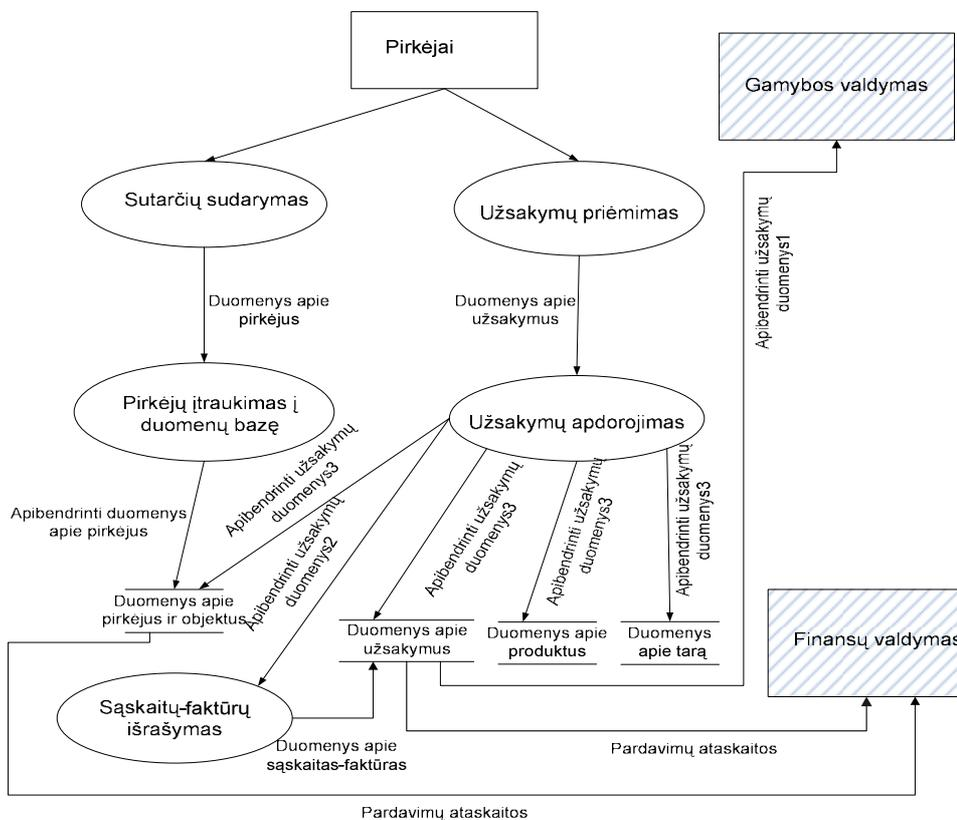 Pirkėjai
Gamybos valdymas
Sutarčių sudarymas
Užsakymų priėmimas
Apibendrinti užsakymų
duomenys1
Duomenys apie
pirkėjus
Duomenys apie
užsakymus
Pirkėjų įtraukimas į
duomenų bazę
Užsakymų apdorojimas
Apibendrinti duomenys
apie pirkėjus
Apibendrinti užsakymų
duomenys3
Apibendrinti užsakymų
duomenys2
Apibendrinti užsakymų
duomenys3
Apibendrinti užsakymų
duomenys3
Apibendrinti užsakymų
duomenys3
Duomenys apie
pirkėjus ir objektus
Duomenys apie
užsakymus
Duomenys apie
produktus
Duomenys
apie tarą
Finansų valdymas
Sąskaitų-faktūrų
išrašymas
Duomenys apie
sąskaitas-faktūras
Pardavimų ataskaitos
Pardavimų ataskaitos